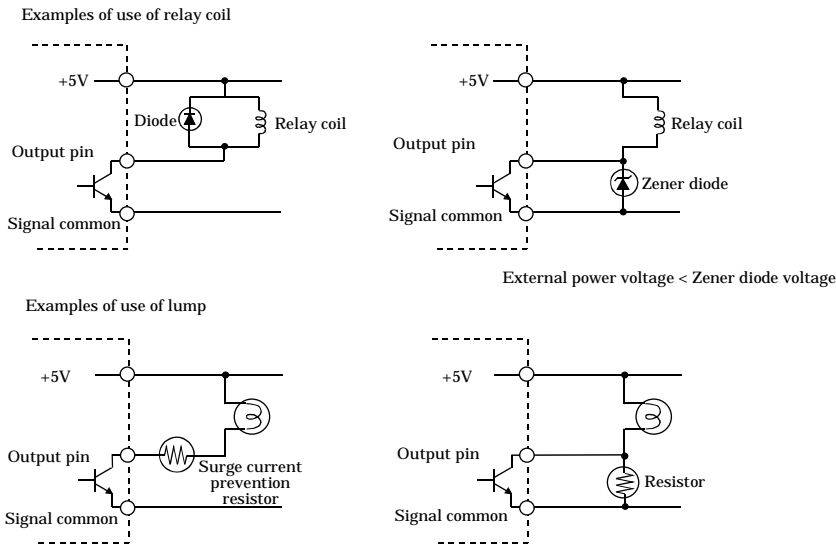 Examples of use of relay coil
+5V
Diode
Relay coil
Output pin
Signal common
+5V
Relay coil
Output pin
Zener diode
Signal common
External power voltage < Zener diode voltage
Examples of use of lump
+5V
Output pin
Surge current
prevention
resistor
Signal common
+5V
Output pin
Resistor
Signal common